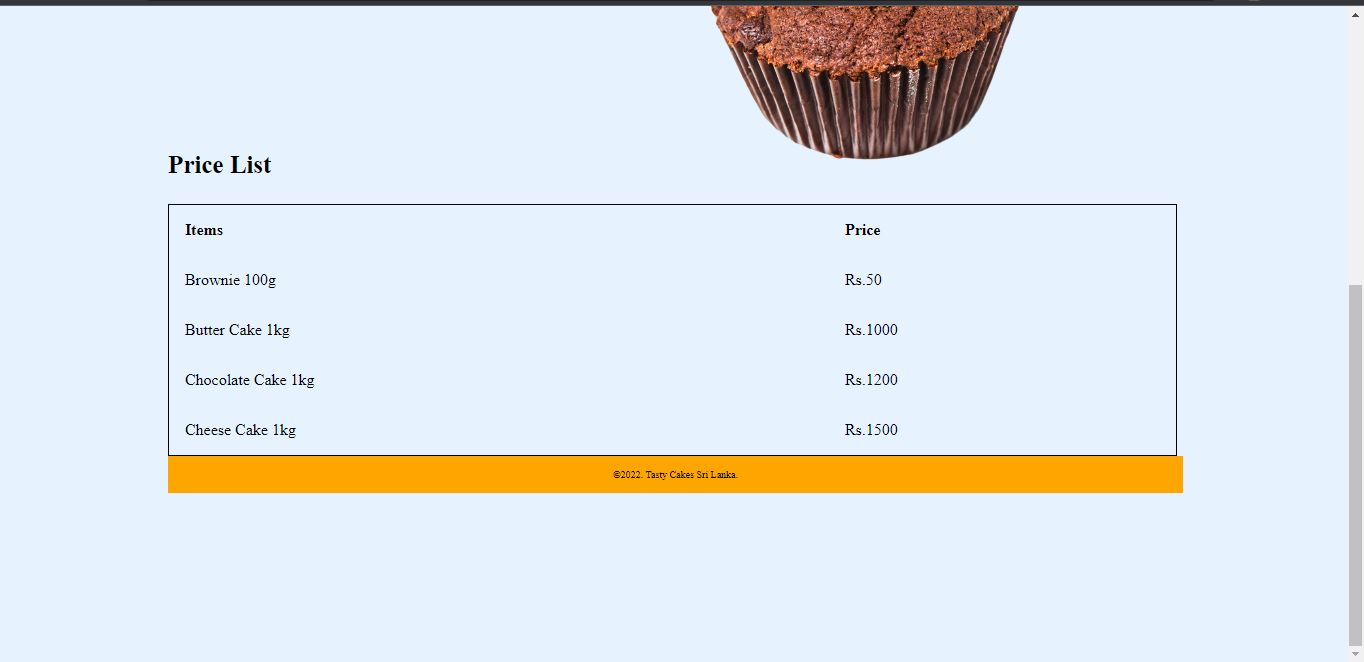 Price List
Items Price
Brownie 100g Rs.50
Butter Cake 1kg Rs.1000
Chocolate Cake 1kg Rs.1200
Cheese Cake 1kg Rs.1500
©2022. Tasty Cakes Sri Lanka.